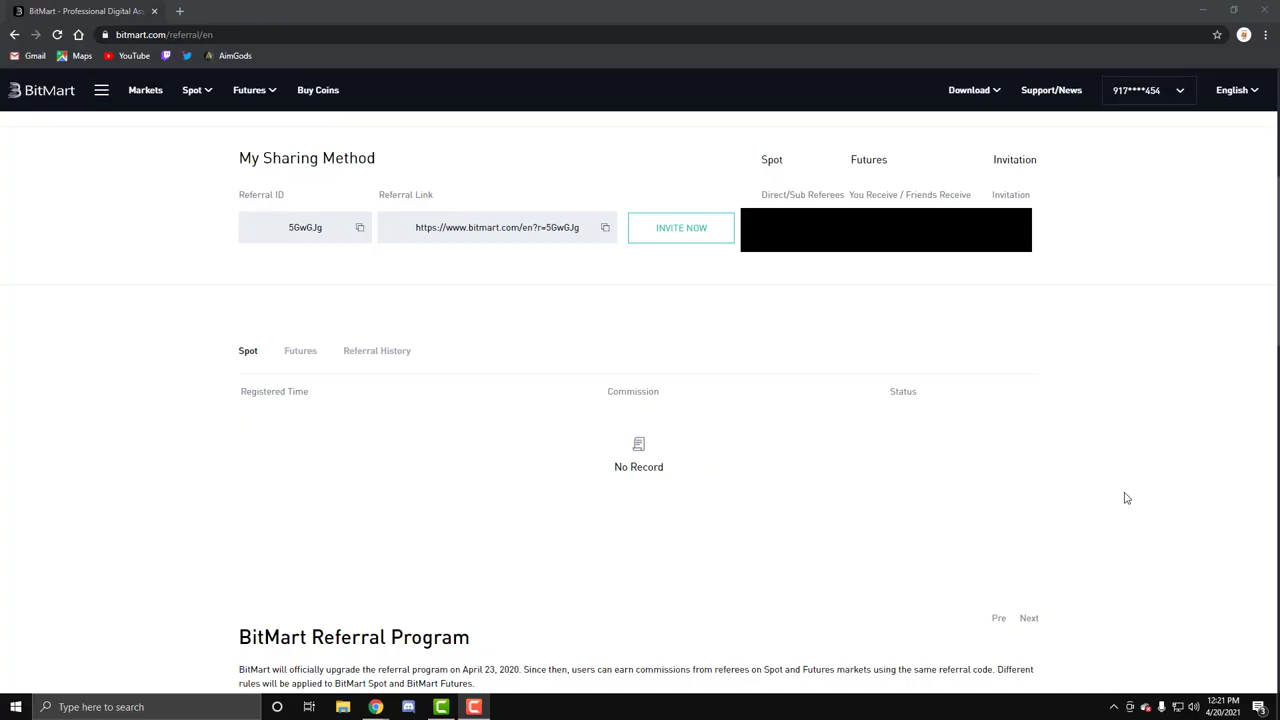 BitMart - Professional Digital Ass
bitmart.com/referral/en
Gmail Maps YouTube AimGods
BitMart Markets Spot Futures Buy Coins Download Support/News 917****454 English
My Sharing Method
Spot Futures Invitation
Referral ID Referral Link
Direct/Sub Referees You Receive / Friends Receive Invitation
5GwGJg https://www.bitmart.com/en?r=5GwGJg INVITE NOW
Spot Futures Referral History
Registered Time Commission Status
No Record
Pre Next
BitMart Referral Program
BitMart will officially upgrade the referral program on April 23, 2020. Since then, users can earn commissions from referees on Spot and Futures markets using the same referral code. Different
rules will be applied to BitMart Spot and BitMart Futures.
Type here to search
12:21 PM
4/20/2021
3